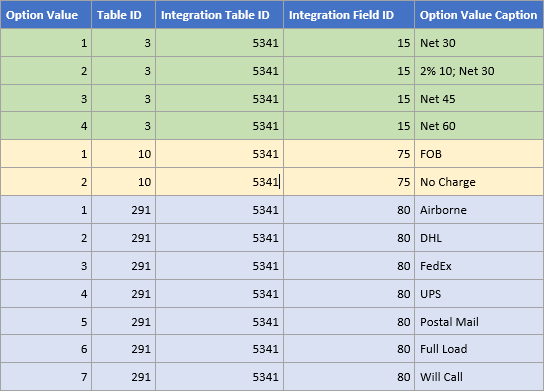 Option Value Table ID Integration Table ID Integration Field ID Option Value Caption
1 3 5341 15 Net 30
2 3 5341 15 2% 10; Net 30
3 3 5341 15 Net 45
4 3 5341 15 Net 60
1 10 5341 75 FOB
2 10 5341 75 No Charge
1 291 5341 80 Airborne
2 291 5341 80 DHL
3 291 5341 80 FedEx
4 291 5341 80 UPS
5 291 5341 80 Postal Mail
6 291 5341 80 Full Load
7 291 5341 80 Will Call